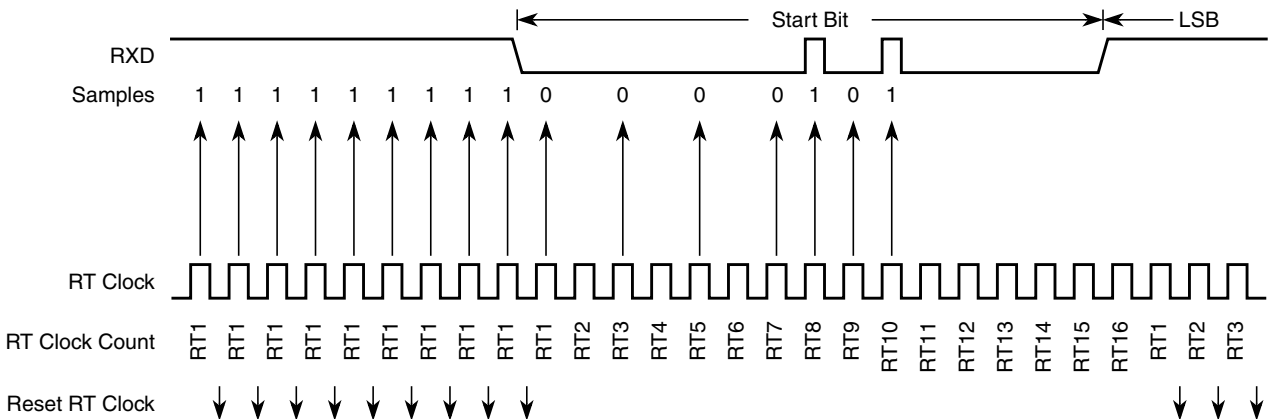 Start Bit LSB
RXD
Samples 1 1 1 1 1 1 1 1 1 0 0 0 0 1 0 1
RT Clock
RT Clock Count RT1 RT1 RT1 RT1 RT1 RT1 RT1 RT1 RT1 RT1 RT2 RT3 RT4 RT5 RT6 RT7 RT8 RT9 RT10 RT11 RT12 RT13 RT14 RT15 RT16 RT1 RT2 RT3
Reset RT Clock